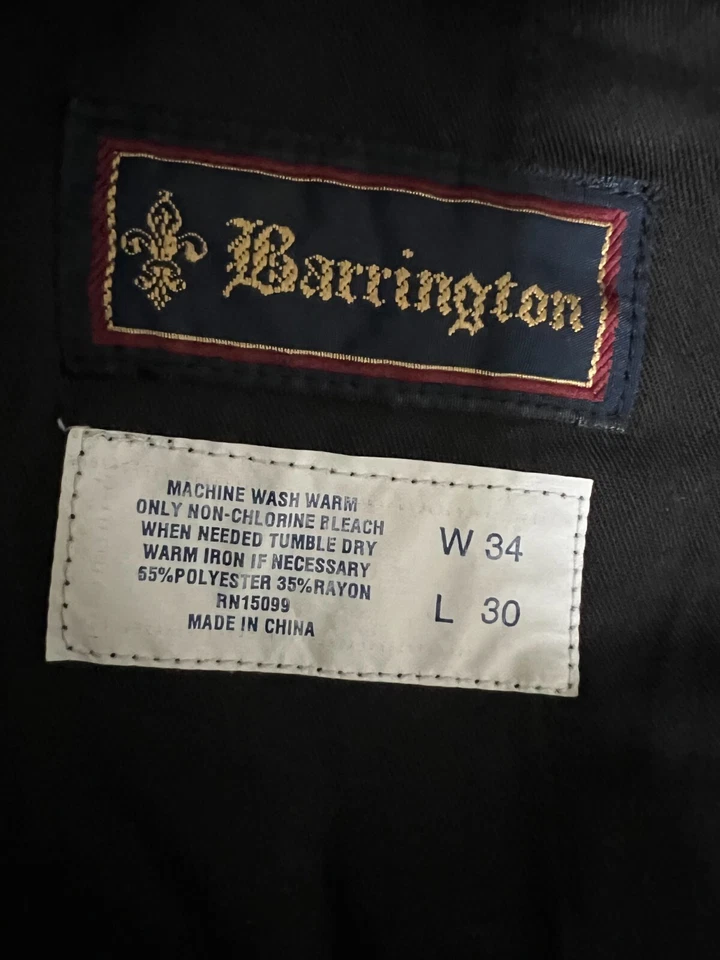 Barrington
MACHINE WASH WARM
ONLY NON-CHLORINE BLEACH
WHEN NEEDED TUMBLE DRY
WARM IRON IF NECESSARY
65%POLYESTER 35%RAYON
RN15099
MADE IN CHINA
W 34
L 30